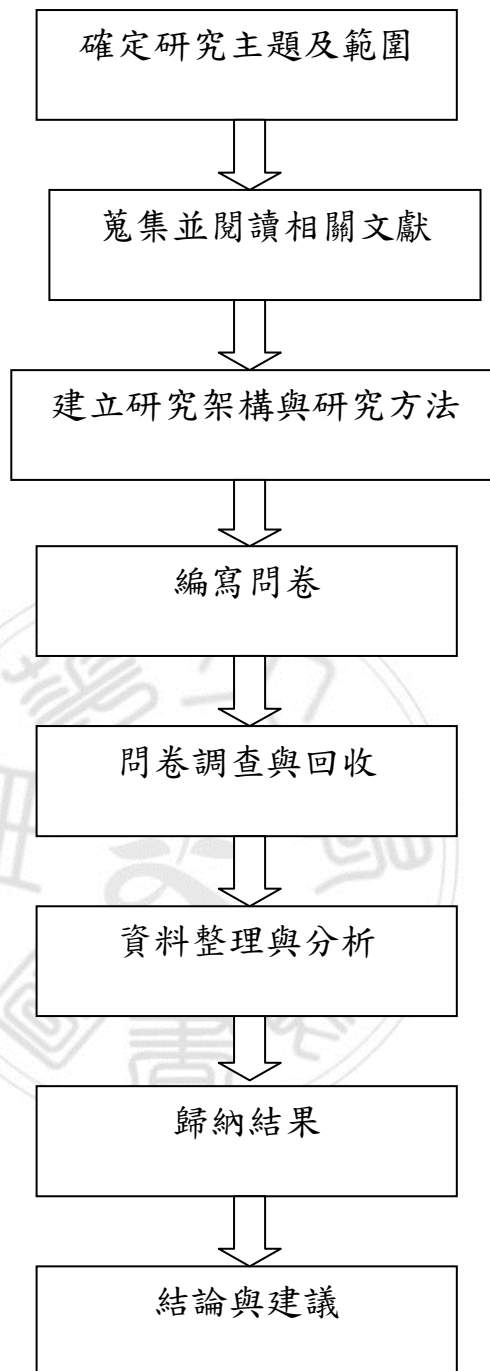 確定研究主題及範圍
蒐集並閱讀相關文獻
建立研究架構與研究方法
編寫問卷
問卷調查與回收
資料整理與分析
歸納結果
結論與建議